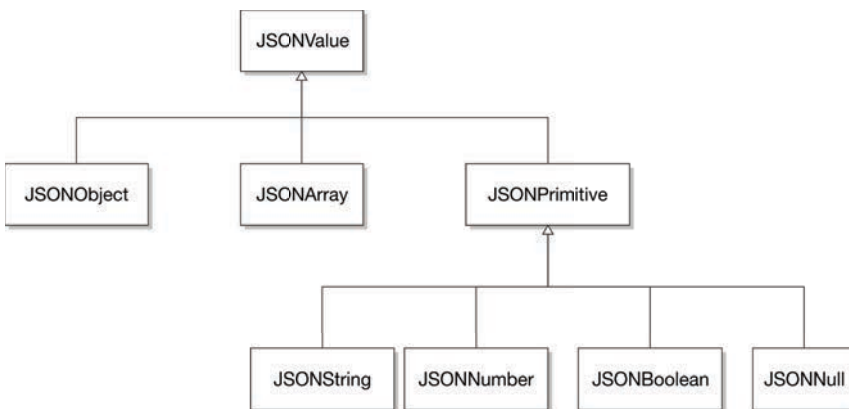 JSONValue
JSONObject
JSONArray
JSONPrimitive
JSONString
JSONNumber
JSONBoolean
JSONNull